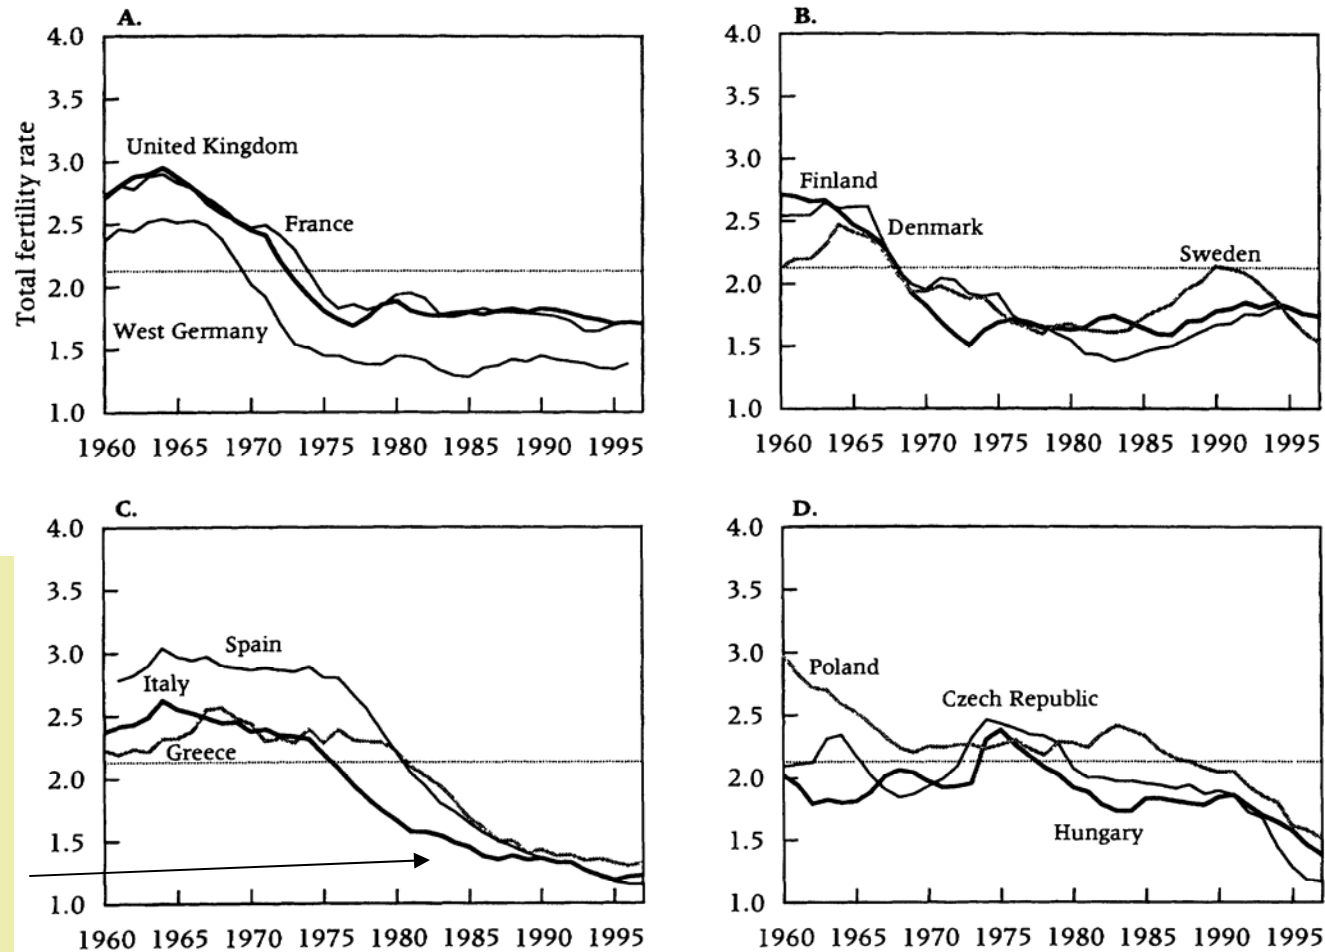 A.
4.0
3.5
3.0
2.5
2.0
1.5
1.0
Total fertility rate
United Kingdom
France
West Germany
1960 1965 1970 1975 1980 1985 1990 1995
B.
4.0
3.5
3.0
2.5
2.0
1.5
1.0
Finland
Denmark
Sweden
1960 1965 1970 1975 1980 1985 1990 1995
C.
4.0
3.5
3.0
2.5
2.0
1.5
1.0
Spain
Italy
Greece
1960 1965 1970 1975 1980 1985 1990 1995
D.
4.0
3.5
3.0
2.5
2.0
1.5
1.0
Poland
Czech Republic
Hungary
1960 1965 1970 1975 1980 1985 1990 1995